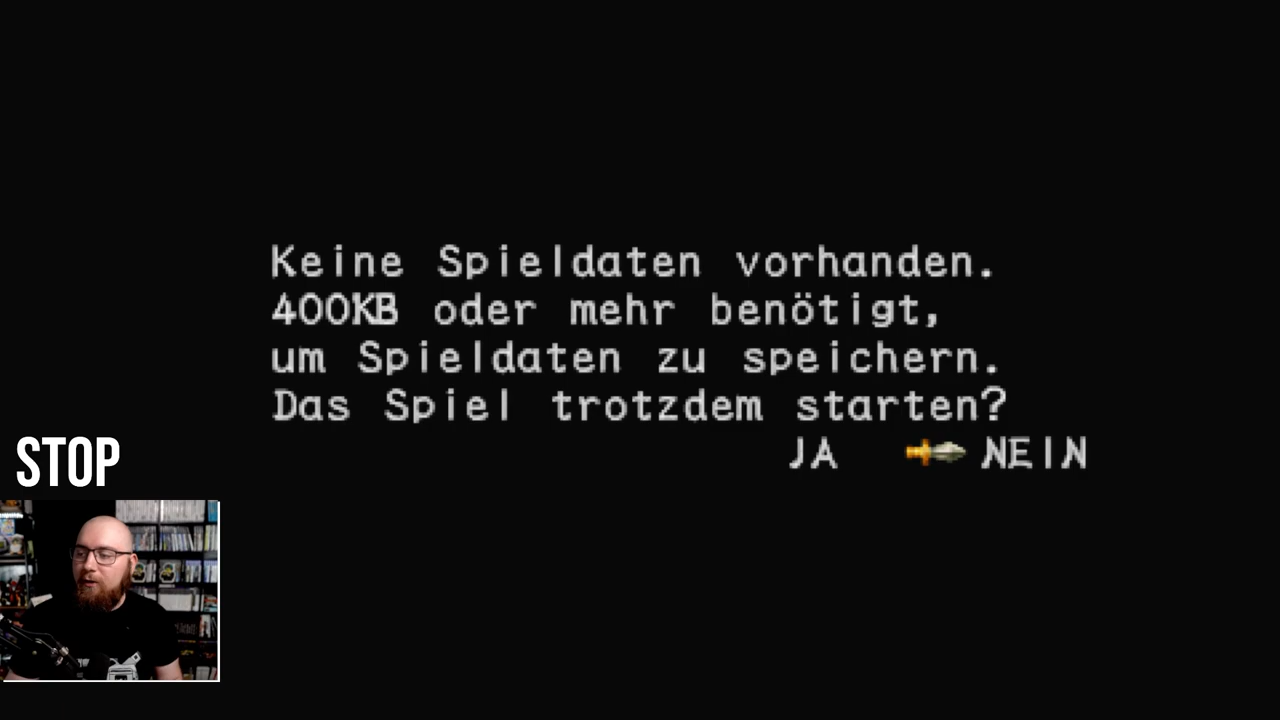 Keine Spieldaten vorhanden.
400KB oder mehr benötigt,
um Spieldaten zu speichern.
Das Spiel trotzdem starten?
JA NEIN
STOP